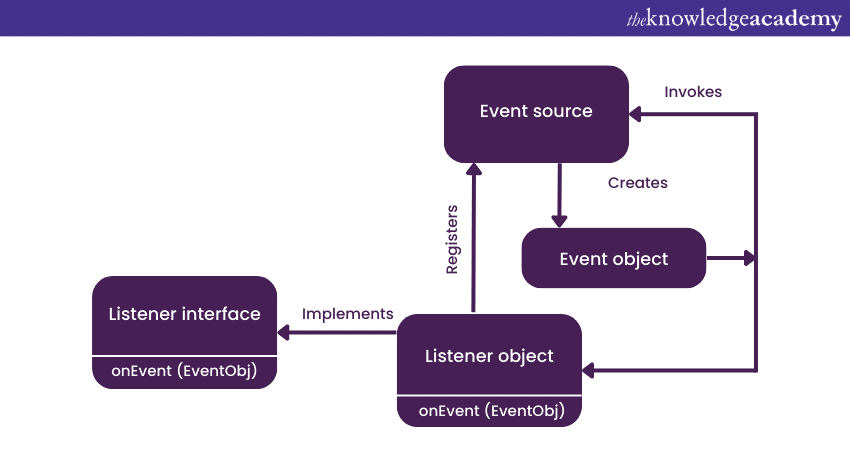 theknowledgeacademy
Event source
Invokes
Creates
Registers
Event object
Listener interface
onEvent (EventObj)
Implements
Listener object
onEvent (EventObj)